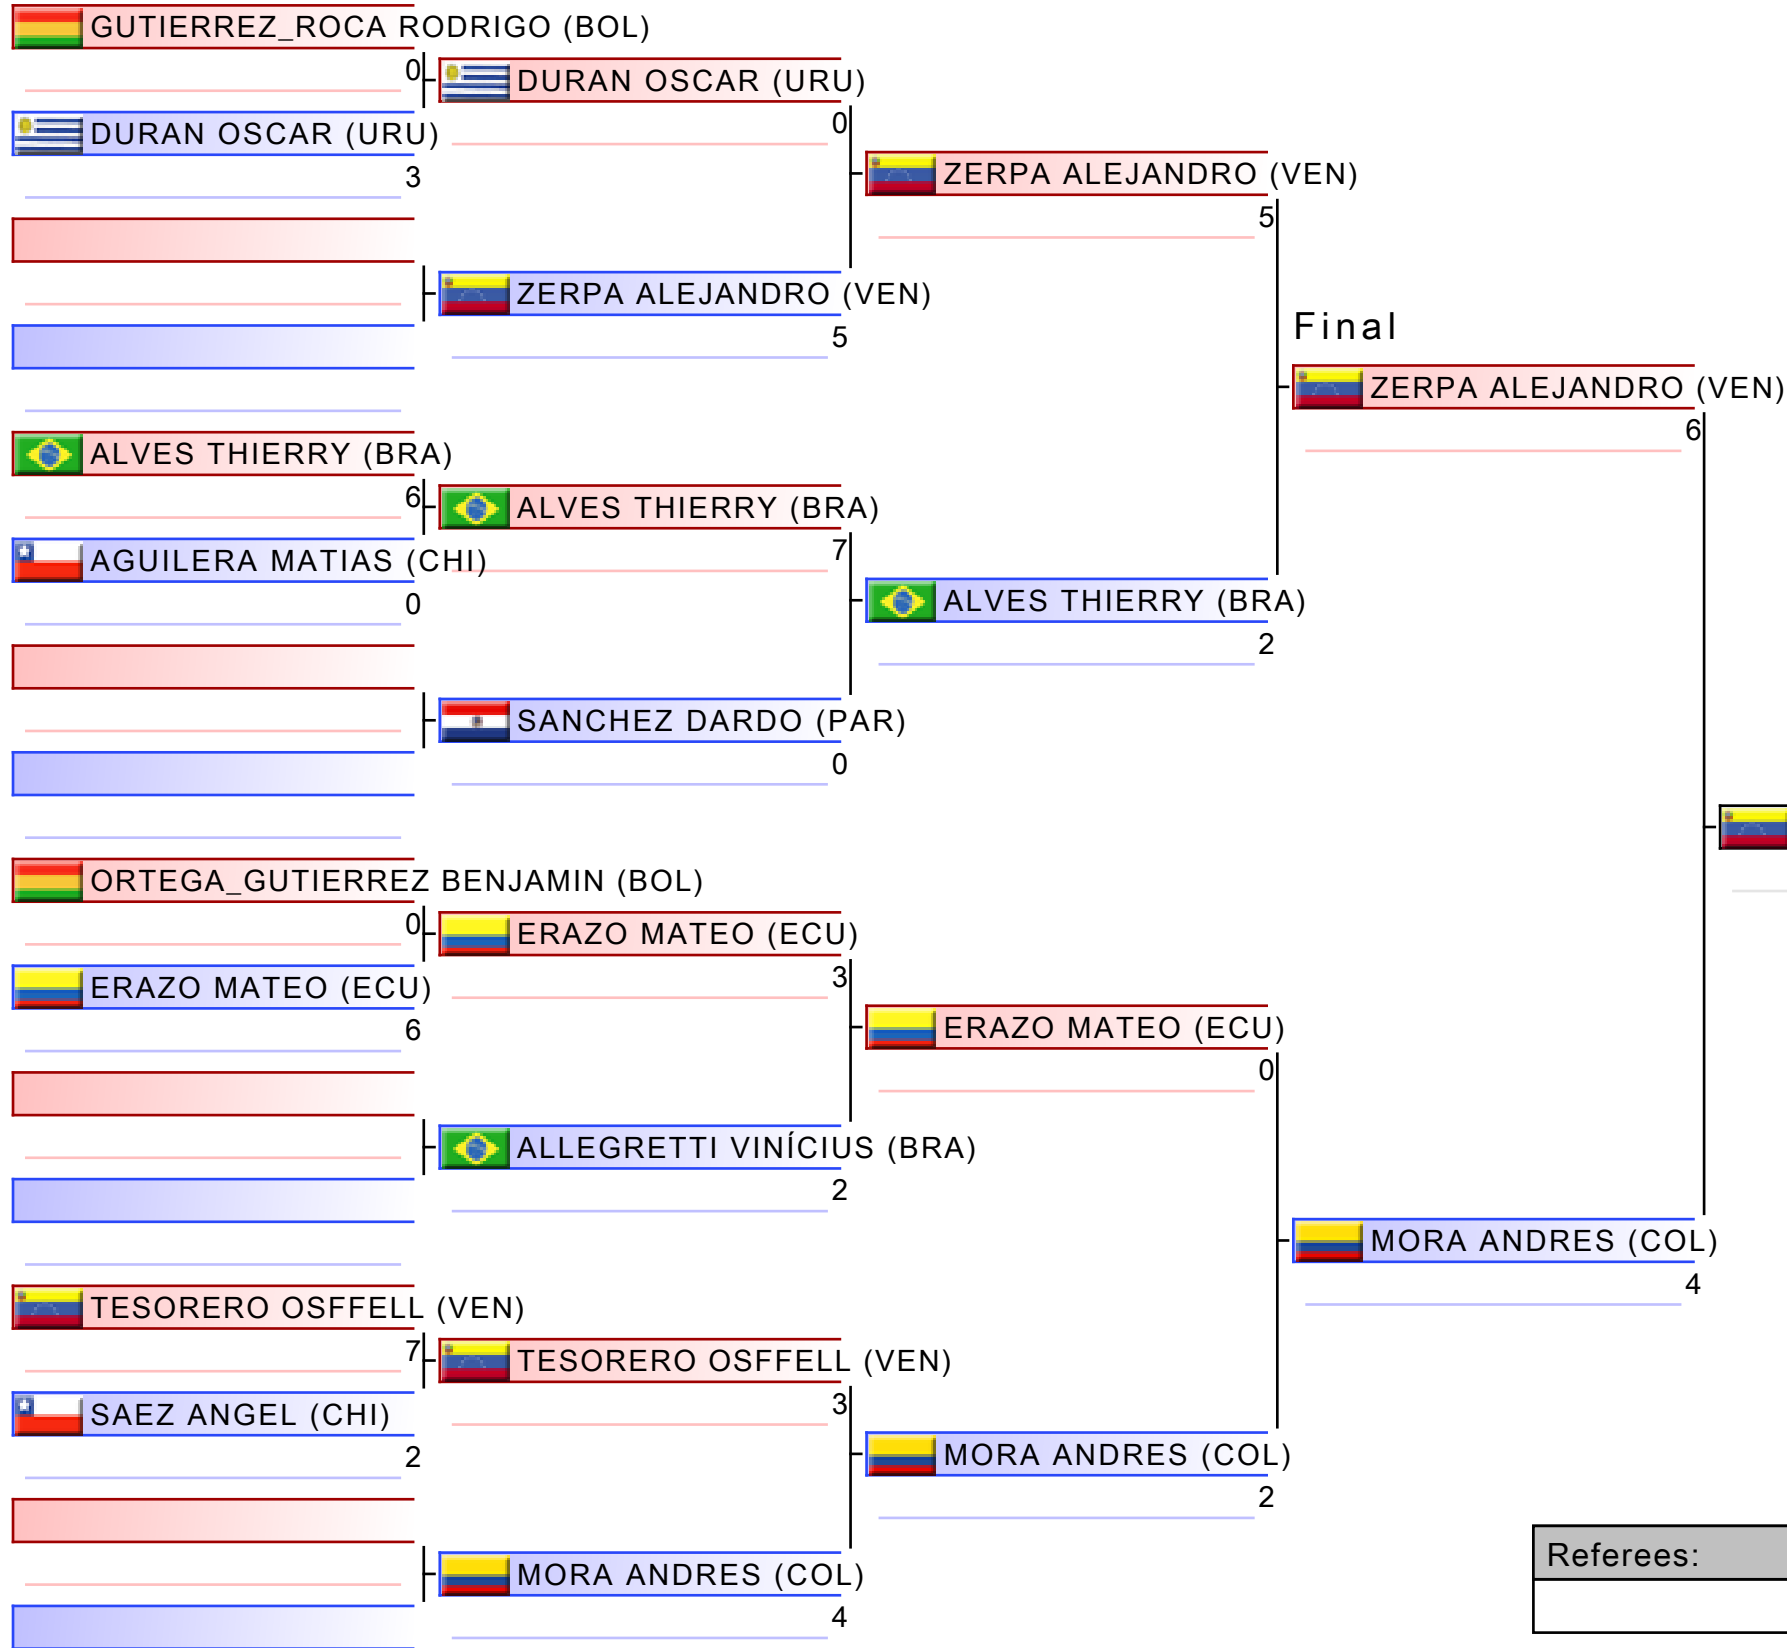 GUTIERREZ_ROCA RODRIGO (BOL)
0
DURAN OSCAR (URU)
3
ALVES THIERRY (BRA)
6
AGUILERA MATIAS (CHI)
0
ORTEGA_GUTIERREZ BENJAMIN (BOL)
0
ERAZO MATEO (ECU)
6
TESORERO OSFFELL (VEN)
7
SAEZ ANGEL (CHI)
2
DURAN OSCAR (URU)
0
ZERPA ALEJANDRO (VEN)
5
ALVES THIERRY (BRA)
7
SANCHEZ DARDO (PAR)
0
ERAZO MATEO (ECU)
3
ALLEGRETTI VINÍCIUS (BRA)
2
TESORERO OSFFELL (VEN)
3
MORA ANDRES (COL)
4
ZERPA ALEJANDRO (VEN)
5
ALVES THIERRY (BRA)
2
ERAZO MATEO (ECU)
0
MORA ANDRES (COL)
2
Final
ZERPA ALEJANDRO (VEN)
6
MORA ANDRES (COL)
4
Referees: